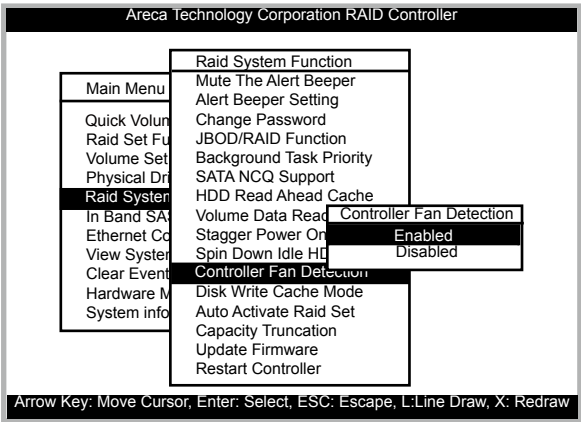 Areca Technology Corporation RAID Controller
Main Menu
Quick Volum
Raid Set Fu
Volume Set
Physical Dri
Raid System
In Band SA
Ethernet Co
View System
Clear Event
Hardware M
System info
Raid System Function
Mute The Alert Beeper
Alert Beeper Setting
Change Password
JBOD/RAID Function
Background Task Priority
SATA NCQ Support
HDD Read Ahead Cache
Volume Data Read
Stagger Power On
Spin Down Idle HD
Controller Fan Detection
Disk Write Cache Mode
Auto Activate Raid Set
Capacity Truncation
Update Firmware
Restart Controller
Controller Fan Detection
Enabled
Disabled
Arrow Key: Move Cursor, Enter: Select, ESC: Escape, L:Line Draw, X: Redraw